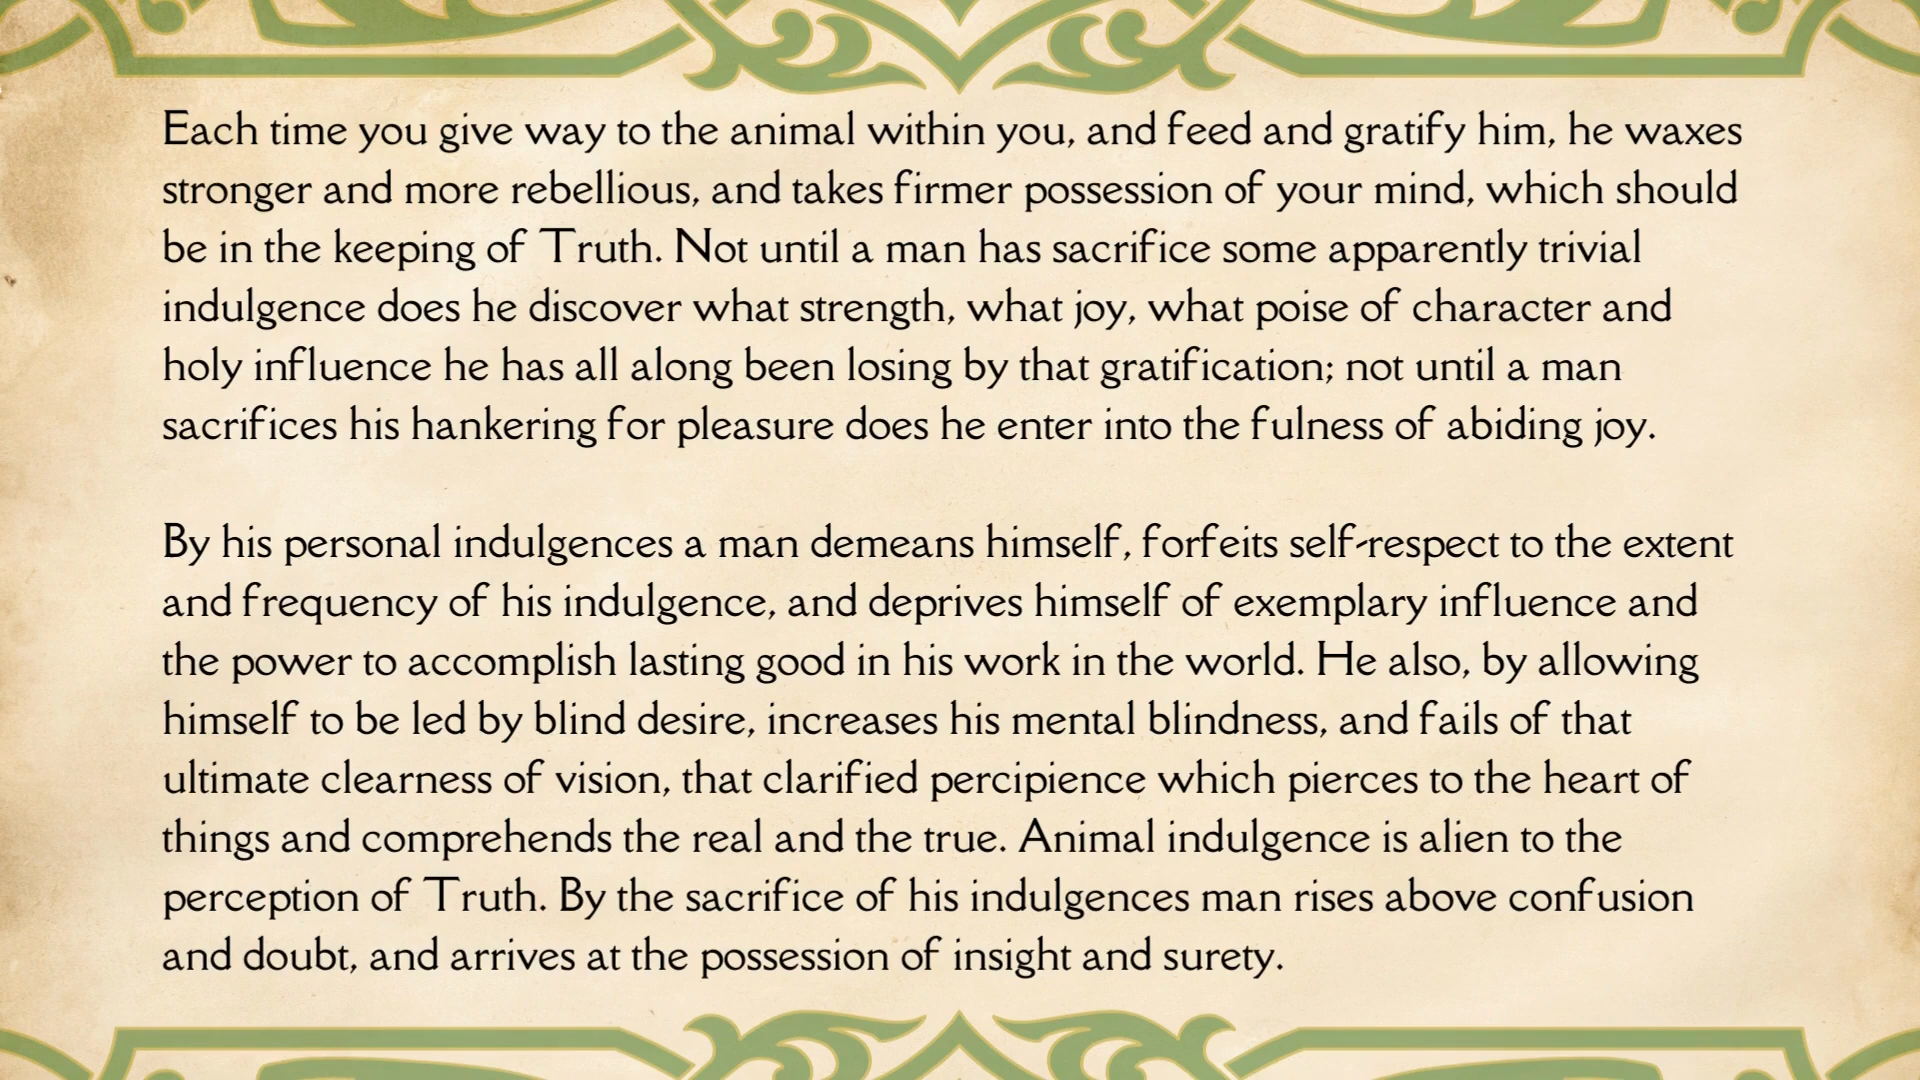 Each time you give way to the animal within you, and feed and gratify him, he waxes
stronger and more rebellious, and takes firmer possession of your mind, which should
be in the keeping of Truth. Not until a man has sacrifice some apparently trivial
indulgence does he discover what strength, what joy, what poise of character and
holy influence he has all along been losing by that gratification; not until a man
sacrifices his hankering for pleasure does he enter into the fulness of abiding joy.

By his personal indulgences a man demeans himself, forfeits self-respect to the extent
and frequency of his indulgence, and deprives himself of exemplary influence and
the power to accomplish lasting good in his work in the world. He also, by allowing
himself to be led by blind desire, increases his mental blindness, and fails of that
ultimate clearness of vision, that clarified percipience which pierces to the heart of
things and comprehends the real and the true. Animal indulgence is alien to the
perception of Truth. By the sacrifice of his indulgences man rises above confusion
and doubt, and arrives at the possession of insight and surety.